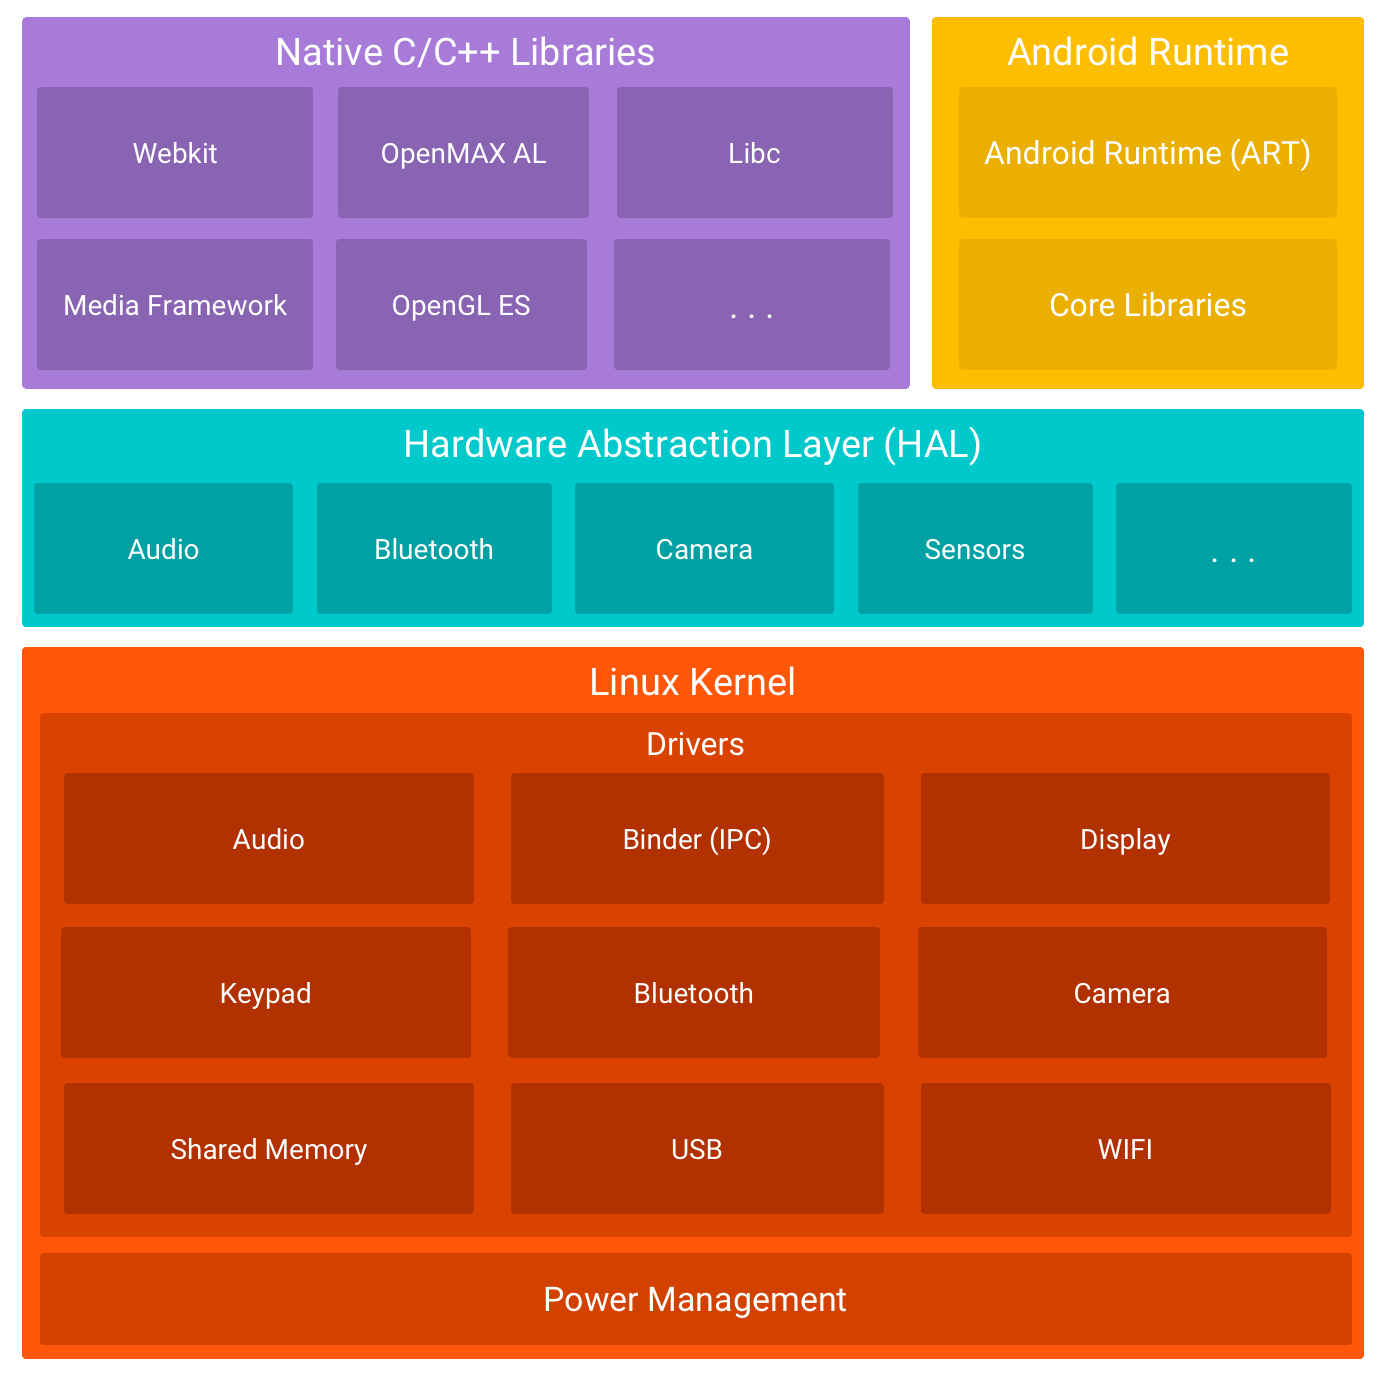 Native C/C++ Libraries
Webkit
OpenMAX AL
Libc
Media Framework
OpenGL ES
. . .
Android Runtime
Android Runtime (ART)
Core Libraries
Hardware Abstraction Layer (HAL)
Audio
Bluetooth
Camera
Sensors
. . .
Linux Kernel
Drivers
Audio
Binder (IPC)
Display
Keypad
Bluetooth
Camera
Shared Memory
USB
WIFI
Power Management